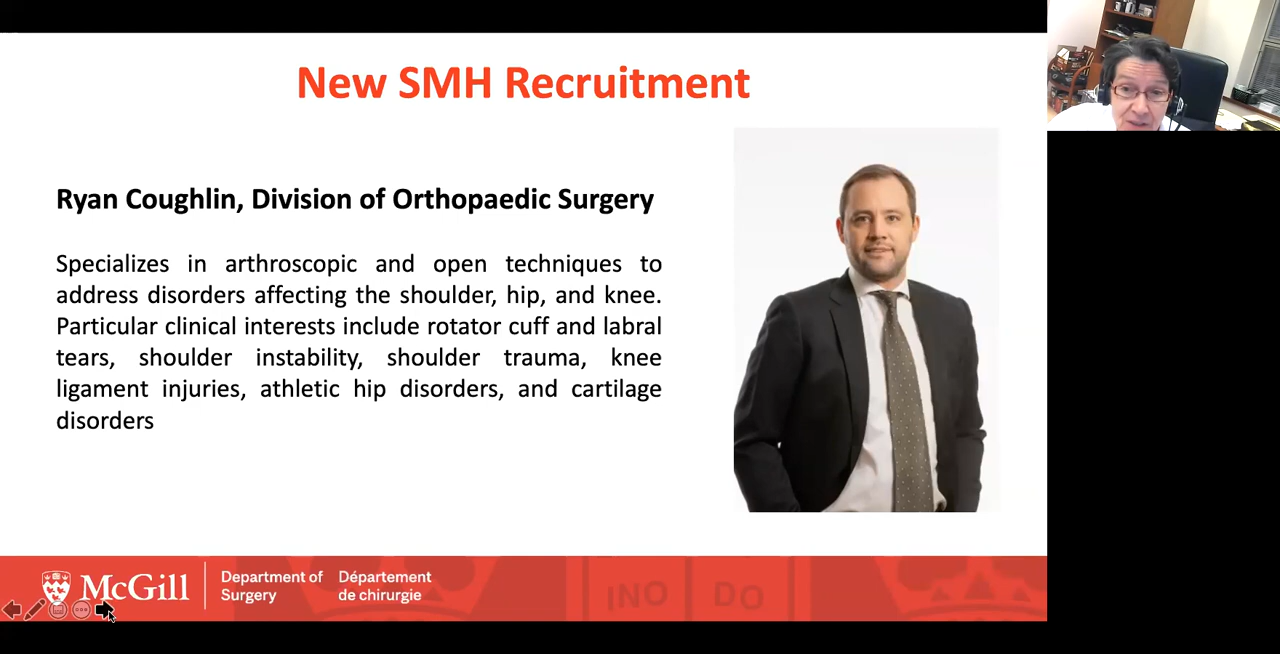 New SMH Recruitment
Ryan Coughlin, Division of Orthopaedic Surgery
Specializes in arthroscopic and open techniques to
address disorders affecting the shoulder, hip, and knee.
Particular clinical interests include rotator cuff and labral
tears, shoulder instability, shoulder trauma, knee
ligament injuries, athletic hip disorders, and cartilage
disorders
McGill
Department of
Surgery
Département
de chirurgie
INO DO